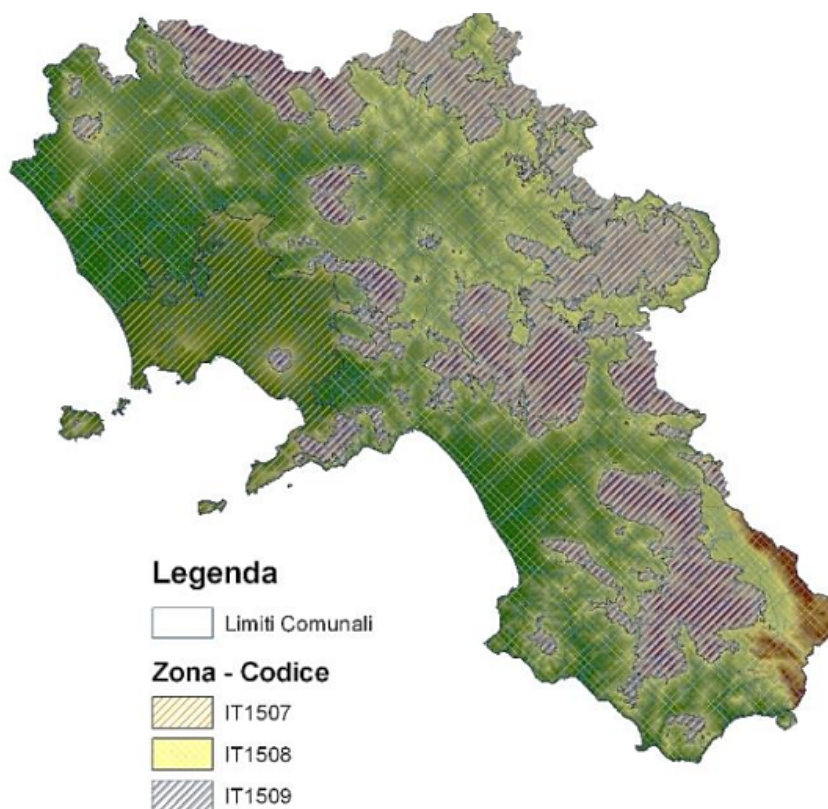 Legenda
Limiti Comunali
Zona - Codice
IT1507
IT1508
IT1509